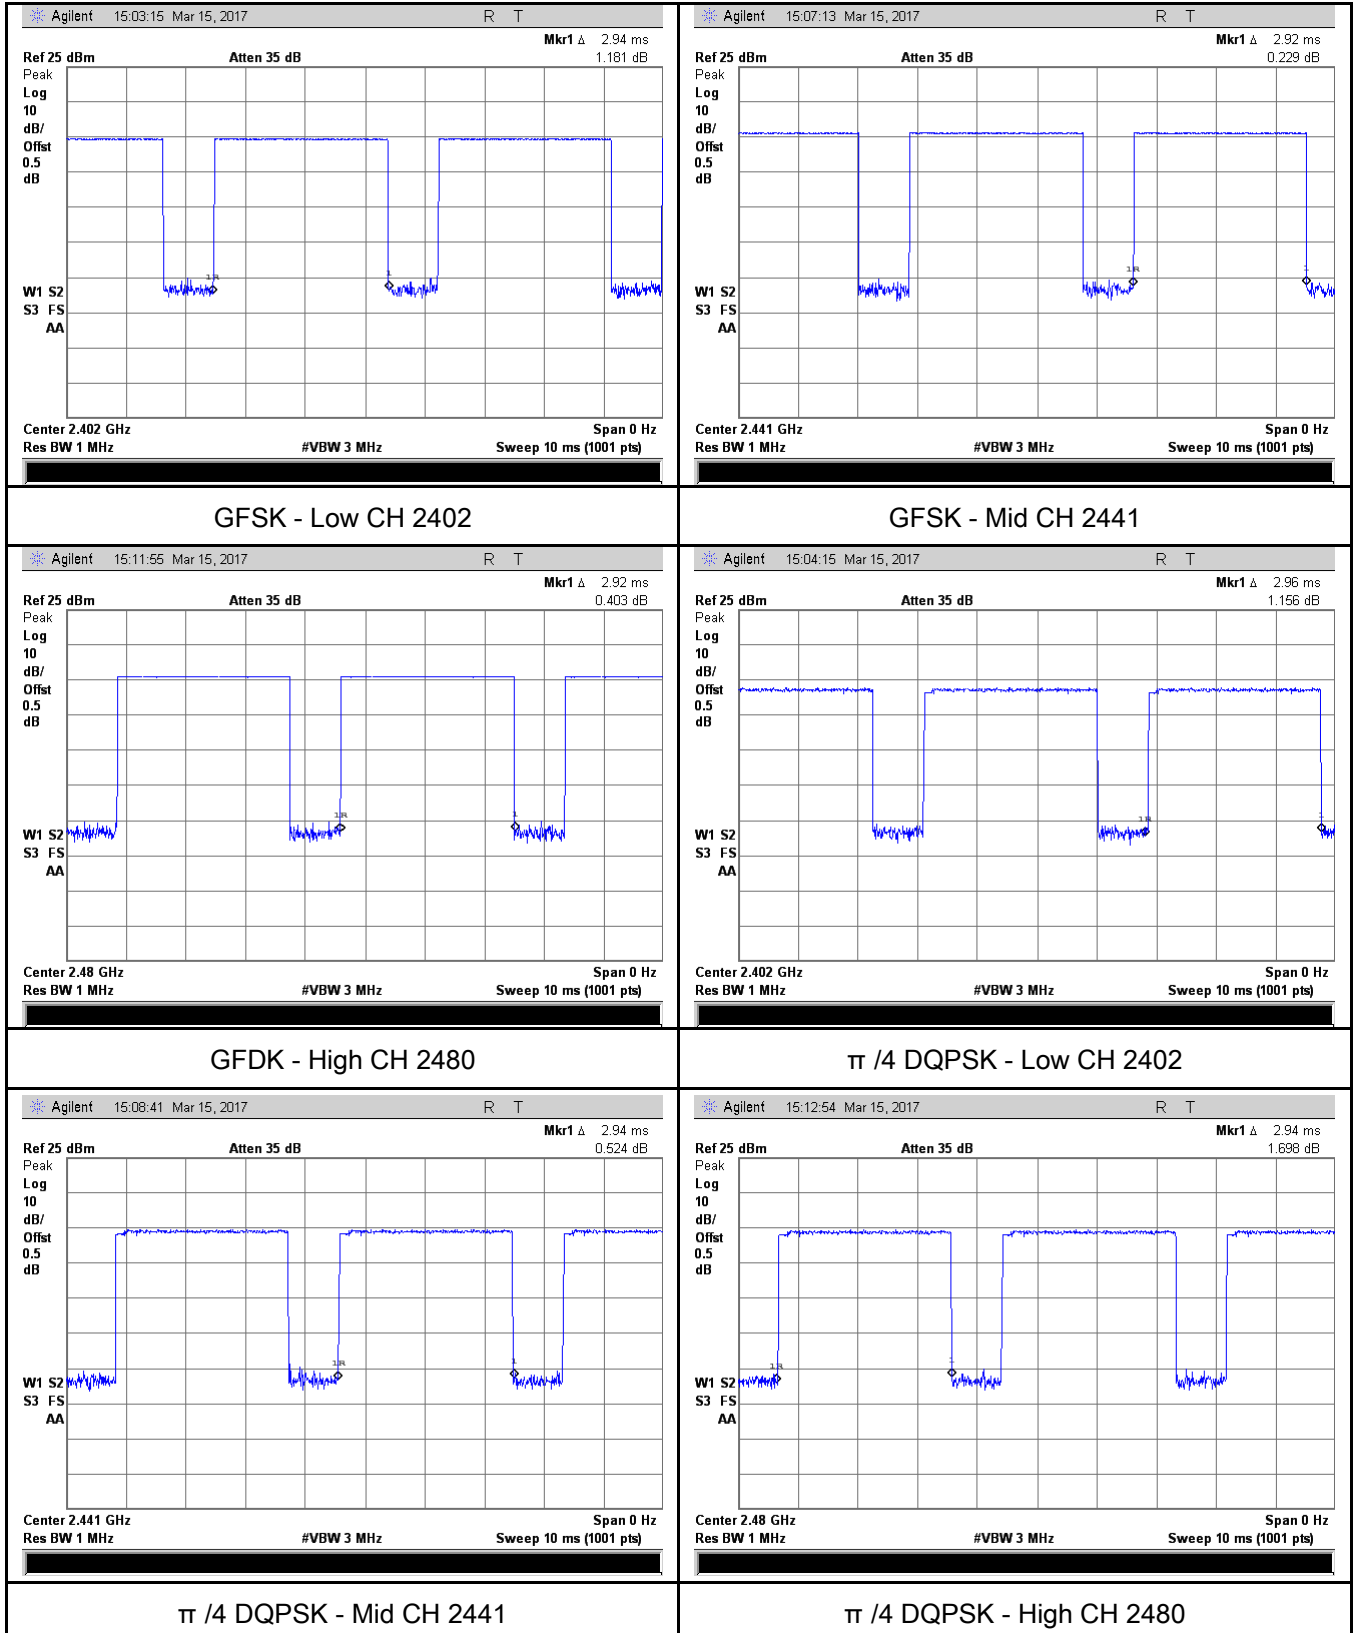 Agilent 15:03:15 Mar 15, 2017 R T
Mkr1 Δ 2.94 ms
Ref 25 dBm Atten 35 dB 1.181 dB
Peak
Log
10
dB/
Offst
0.5
dB
1R
1
W1 S2
S3 FS
AA
Center 2.402 GHz Span 0 Hz
Res BW 1 MHz #VBW 3 MHz Sweep 10 ms (1001 pts)
GFSK - Low CH 2402
Agilent 15:07:13 Mar 15, 2017 R T
Mkr1 Δ 2.92 ms
Ref 25 dBm Atten 35 dB 0.229 dB
Peak
Log
10
dB/
Offst
0.5
dB
1R
1
W1 S2
S3 FS
AA
Center 2.441 GHz Span 0 Hz
Res BW 1 MHz #VBW 3 MHz Sweep 10 ms (1001 pts)
GFSK - Mid CH 2441
Agilent 15:11:55 Mar 15, 2017 R T
Mkr1 Δ 2.92 ms
Ref 25 dBm Atten 35 dB 0.403 dB
Peak
Log
10
dB/
Offst
0.5
dB
1R
1
W1 S2
S3 FS
AA
Center 2.48 GHz Span 0 Hz
Res BW 1 MHz #VBW 3 MHz Sweep 10 ms (1001 pts)
GFDK - High CH 2480
Agilent 15:04:15 Mar 15, 2017 R T
Mkr1 Δ 2.96 ms
Ref 25 dBm Atten 35 dB 1.156 dB
Peak
Log
10
dB/
Offst
0.5
dB
1R
1
W1 S2
S3 FS
AA
Center 2.402 GHz Span 0 Hz
Res BW 1 MHz #VBW 3 MHz Sweep 10 ms (1001 pts)
π /4 DQPSK - Low CH 2402
Agilent 15:08:41 Mar 15, 2017 R T
Mkr1 Δ 2.94 ms
Ref 25 dBm Atten 35 dB 0.524 dB
Peak
Log
10
dB/
Offst
0.5
dB
1R
1
W1 S2
S3 FS
AA
Center 2.441 GHz Span 0 Hz
Res BW 1 MHz #VBW 3 MHz Sweep 10 ms (1001 pts)
π /4 DQPSK - Mid CH 2441
Agilent 15:12:54 Mar 15, 2017 R T
Mkr1 Δ 2.94 ms
Ref 25 dBm Atten 35 dB 1.698 dB
Peak
Log
10
dB/
Offst
0.5
dB
1R
1
W1 S2
S3 FS
AA
Center 2.48 GHz Span 0 Hz
Res BW 1 MHz #VBW 3 MHz Sweep 10 ms (1001 pts)
π /4 DQPSK - High CH 2480